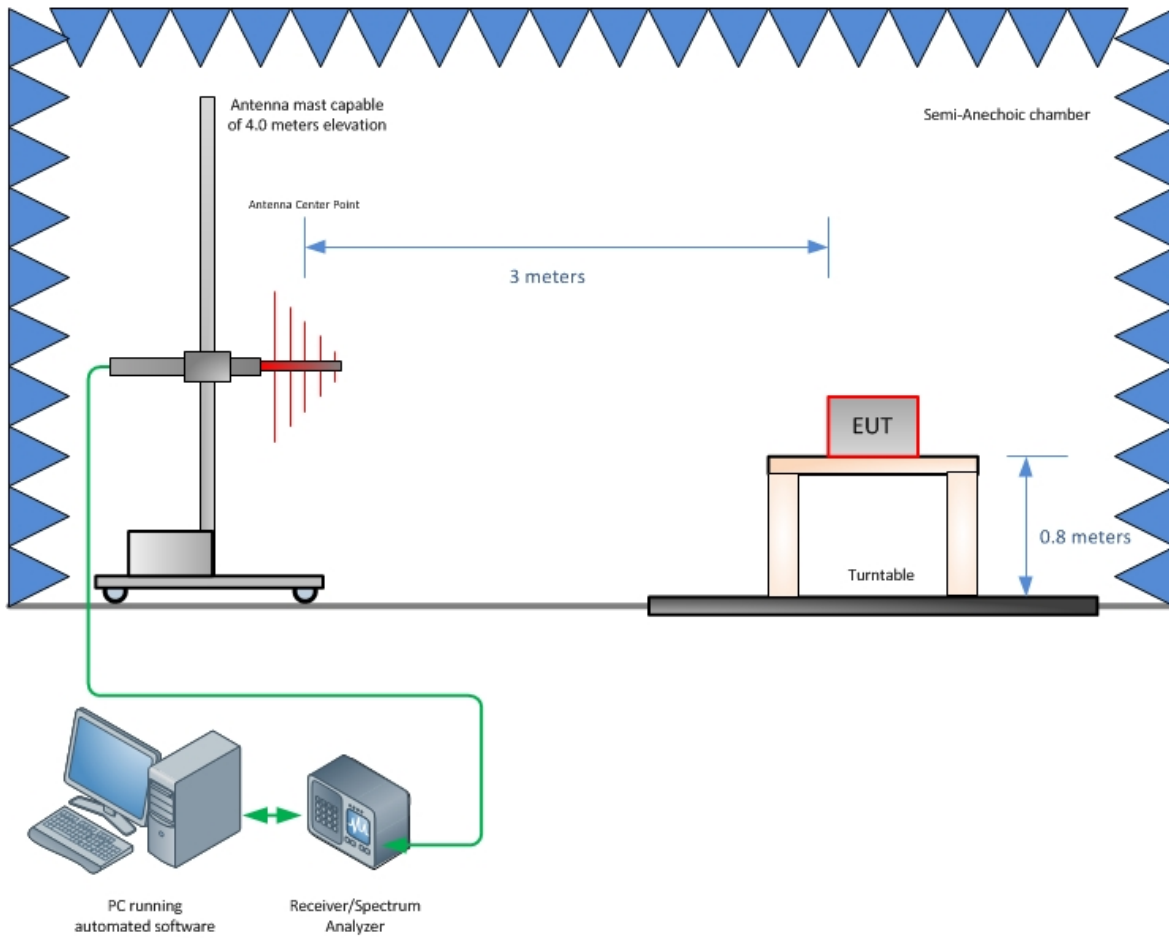 Antenna mast capable
of 4.0 meters elevation
Semi-Anechoic chamber
Antenna Center Point
3 meters
EUT
0.8 meters
Turntable
PC running
automated software
Receiver/Spectrum
Analyzer